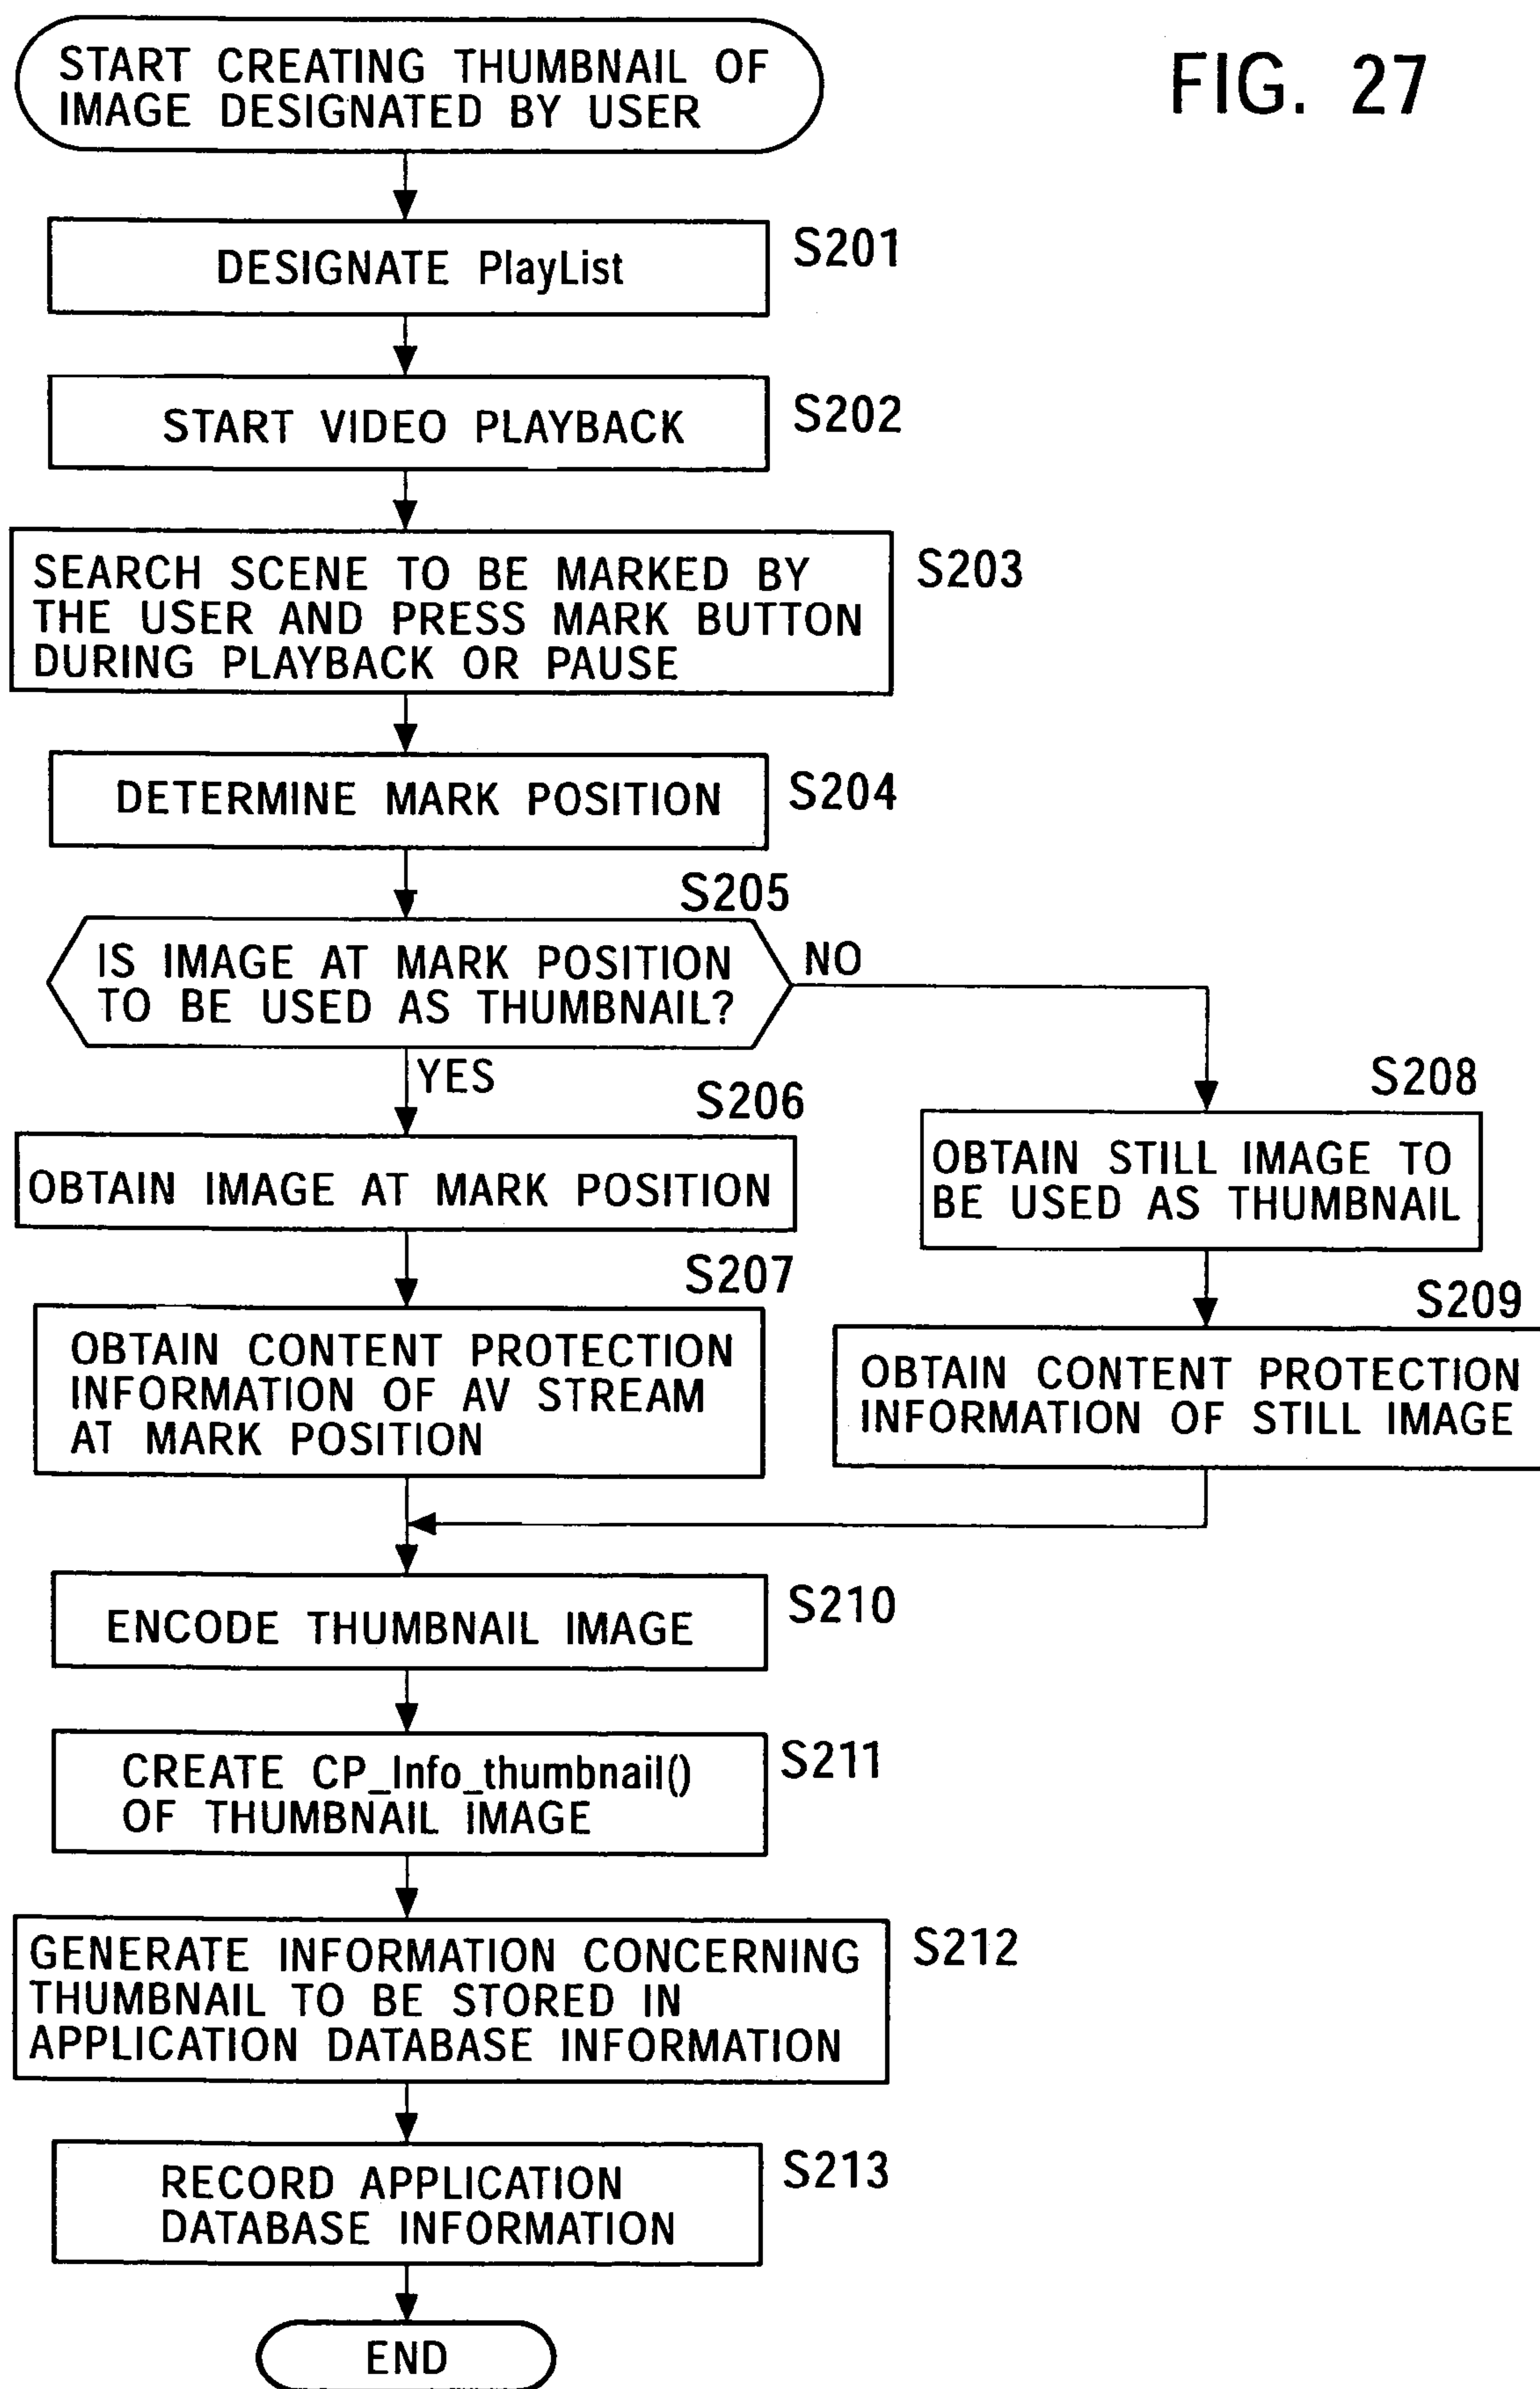 FIG. 27
START CREATING THUMBNAIL OF
IMAGE DESIGNATED BY USER
DESIGNATE PlayList
S201
START VIDEO PLAYBACK
S202
SEARCH SCENE TO BE MARKED BY
THE USER AND PRESS MARK BUTTON
DURING PLAYBACK OR PAUSE
S203
DETERMINE MARK POSITION
S204
S205
IS IMAGE AT MARK POSITION
TO BE USED AS THUMBNAIL?
NO
YES
S206
OBTAIN IMAGE AT MARK POSITION
S207
OBTAIN CONTENT PROTECTION
INFORMATION OF AV STREAM
AT MARK POSITION
S208
OBTAIN STILL IMAGE TO
BE USED AS THUMBNAIL
S209
OBTAIN CONTENT PROTECTION
INFORMATION OF STILL IMAGE
ENCODE THUMBNAIL IMAGE
S210
CREATE CP_Info_thumbnail()
OF THUMBNAIL IMAGE
S211
GENERATE INFORMATION CONCERNING
THUMBNAIL TO BE STORED IN
APPLICATION DATABASE INFORMATION
S212
RECORD APPLICATION
DATABASE INFORMATION
S213
END